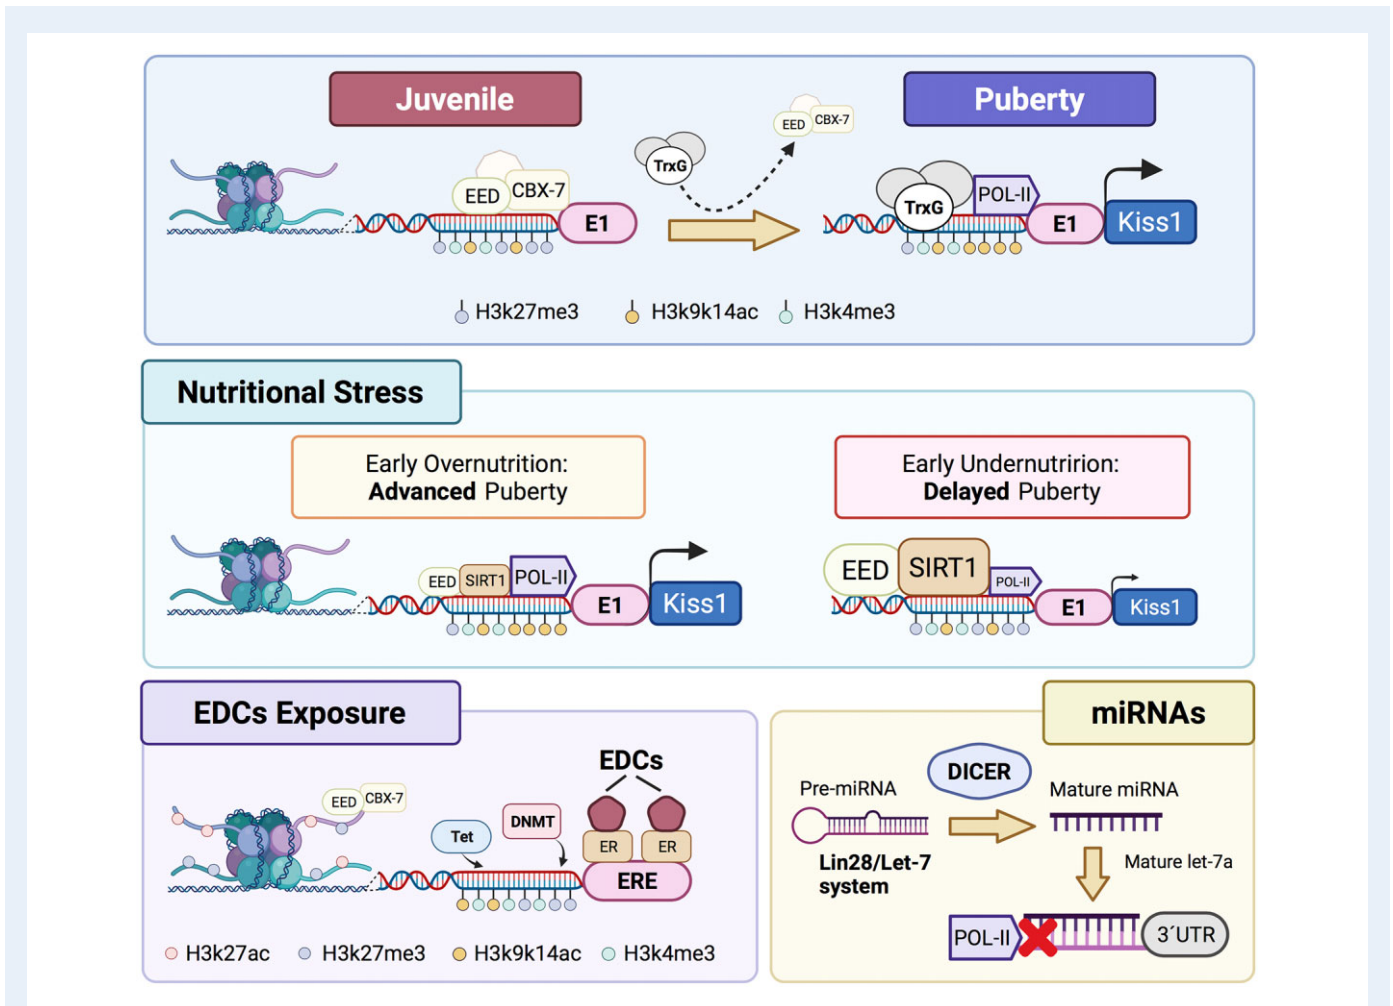 Juvenile
Puberty
EED
CBX-7
TrxG
EED
CBX-7
EED
CBX-7
E1
TrxG
POL-II
E1
Kiss1
H3k27me3
H3k9k14ac
H3k4me3
Nutritional Stress
Early Overnutrition:
Advanced Puberty
Early Undernutririon:
Delayed Puberty
EED
SIRT1
POL-II
E1
Kiss1
EED
SIRT1
POL-II
E1
Kiss1
EDCs Exposure
EED
CBX-7
EDCs
Tet
DNMT
ER
ER
ERE
H3k27ac
H3k27me3
H3k9k14ac
H3k4me3
miRNAs
DICER
Pre-miRNA
Mature miRNA
Lin28/Let-7
system
Mature let-7a
POL-II
3´UTR